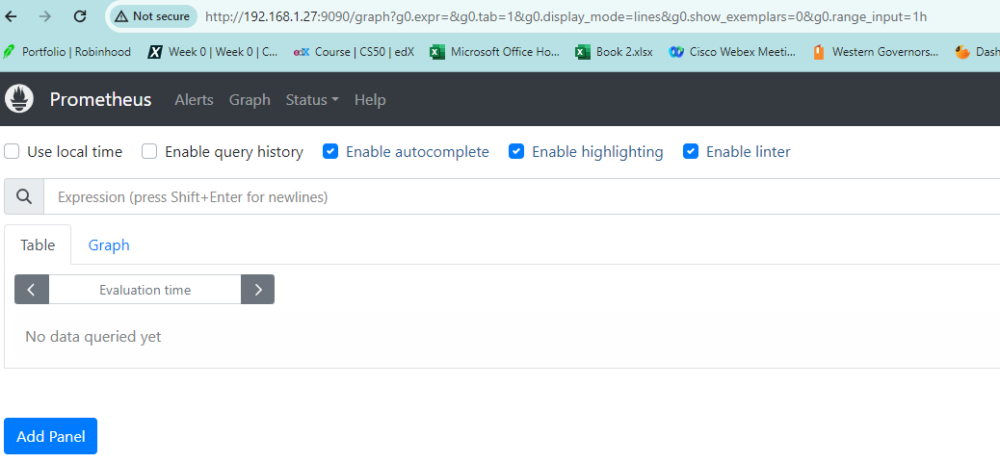 Not secure http://192.168.1.27:9090/graph?g0.expr=&g0.tab=1&g0.display_mode=lines&g0.show_exemplars=0&g0.range_input=1h
Portfolio | Robinhood Week 0 | Week 0 | C... edX Course | CS50 | edX Microsoft Office Ho... Book 2.xlsx Cisco Webex Meeti... Western Governors... Dash
Prometheus Alerts Graph Status Help
Use local time Enable query history Enable autocomplete Enable highlighting Enable linter
Expression (press Shift+Enter for newlines)
Table Graph
Evaluation time
No data queried yet
Add Panel